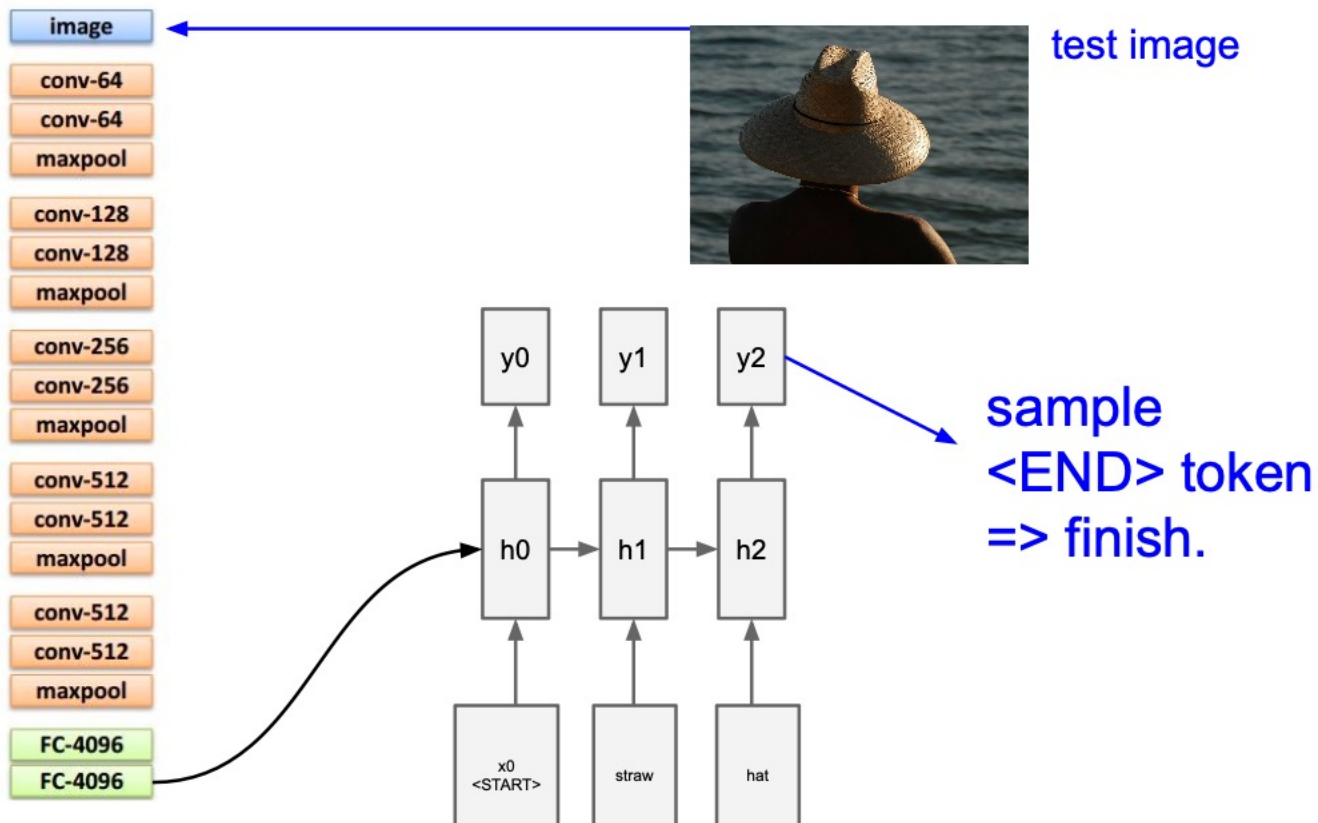 image
test image
conv-64
conv-64
maxpool
conv-128
conv-128
maxpool
conv-256
conv-256
maxpool
conv-512
conv-512
maxpool
conv-512
conv-512
maxpool
FC-4096
FC-4096
y0 y1 y2
h0 h1 h2
x0
<START>
straw
hat
sample
<END> token
=> finish.